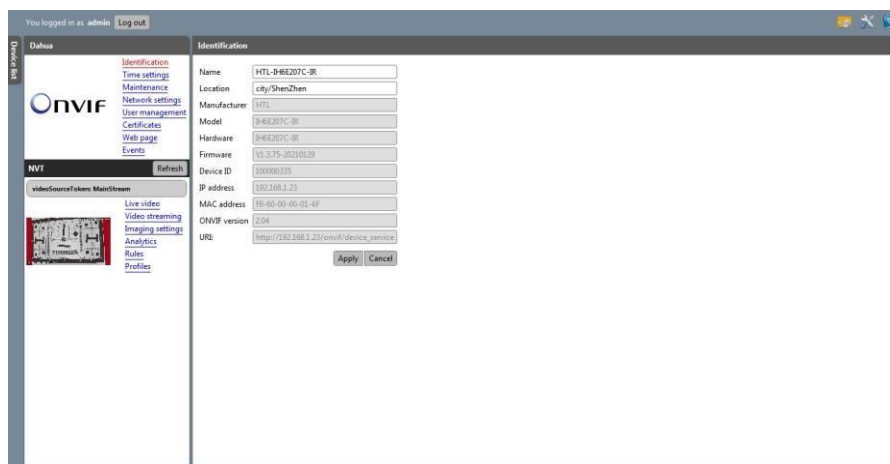 You logged in as admin Log out
Device list
Dahua
ONVIF
Identification
Time settings
Maintenance
Network settings
User management
Certificates
Web page
Events
NVT Refresh
videoSourceToken: MainStream
Live video
Video streaming
Imaging settings
Analytics
Rules
Profiles
Identification
Name HTL-IH6E207C-IR
Location city/ShenZhen
Manufacturer HTL
Model IH6E207C-IR
Hardware IH6E207C-IR
Firmware V1.3.75-20210129
Device ID 100000335
IP address 192.168.1.23
MAC address F6-60-00-00-01-4F
ONVIF version 2.04
URI: http://192.168.1.23/onvif/device_service
Apply Cancel